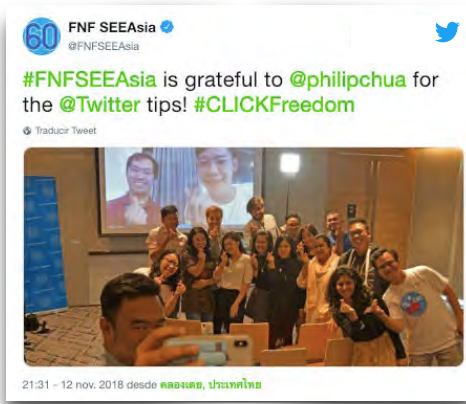 60
FNF SEEAsia
@FNFSEEAsia
#FNFSEEAsia is grateful to @philipchua for
the @Twitter tips! #CLICKFreedom
Traducir Tweet
21:31 - 12 nov. 2018 desde คลองเตย, ประเทศไทย